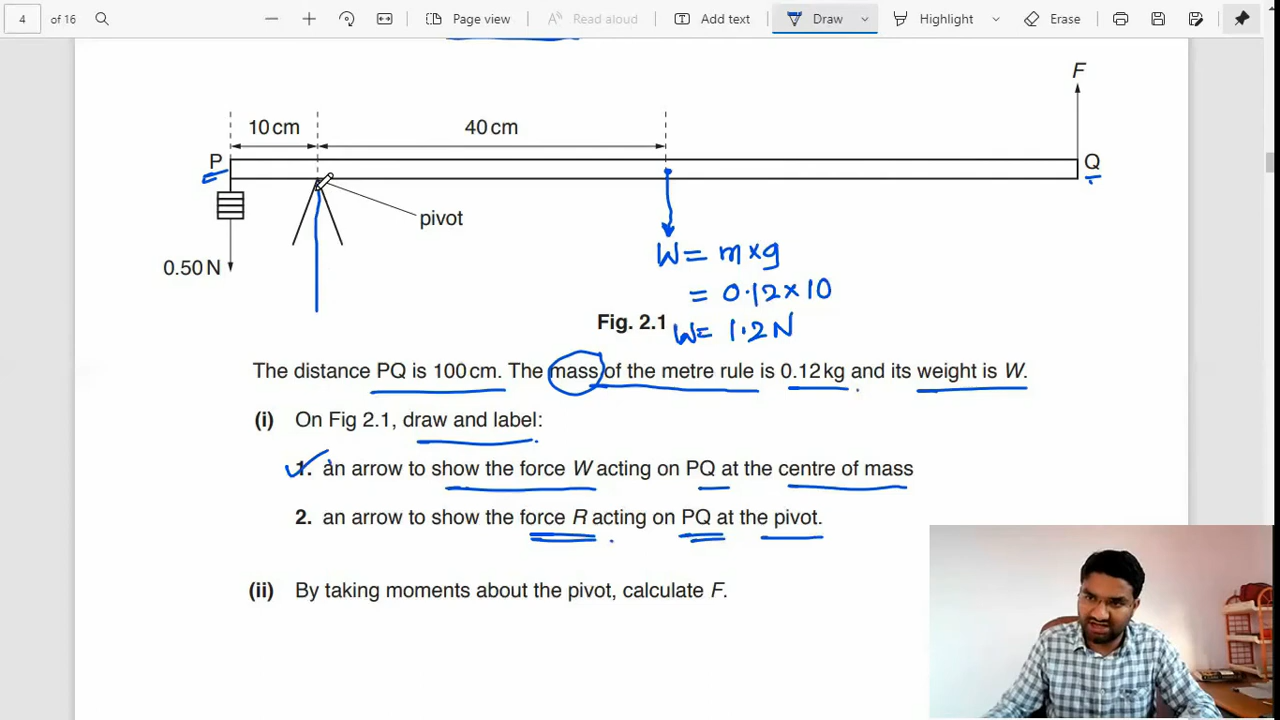 4 of 16 Page view Read aloud Add text Draw Highlight Erase
F
10 cm 40 cm
P Q
pivot
W = m×g
0.50 N
= 0.12×10
Fig. 2.1 W= 1.2N
The distance PQ is 100 cm. The mass of the metre rule is 0.12 kg and its weight is W.
(i) On Fig 2.1, draw and label:
1. an arrow to show the force W acting on PQ at the centre of mass
2. an arrow to show the force R acting on PQ at the pivot.
(ii) By taking moments about the pivot, calculate F.